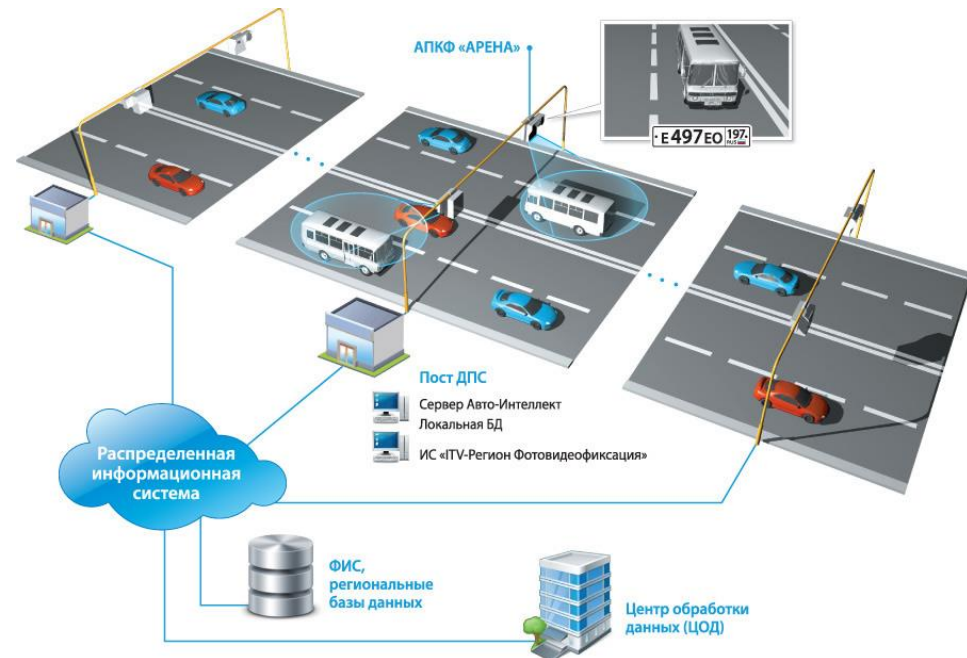 АПКФ «АРЕНА»
Е497ЕО 197
RUS
Пост ДПС
Сервер Авто-Интеллект
Локальная БД
ИС «ITV-Регион Фотовидеофиксация»
Распределенная
информационная
система
ФИС,
региональные
базы данных
Центр обработки
данных (ЦОД)